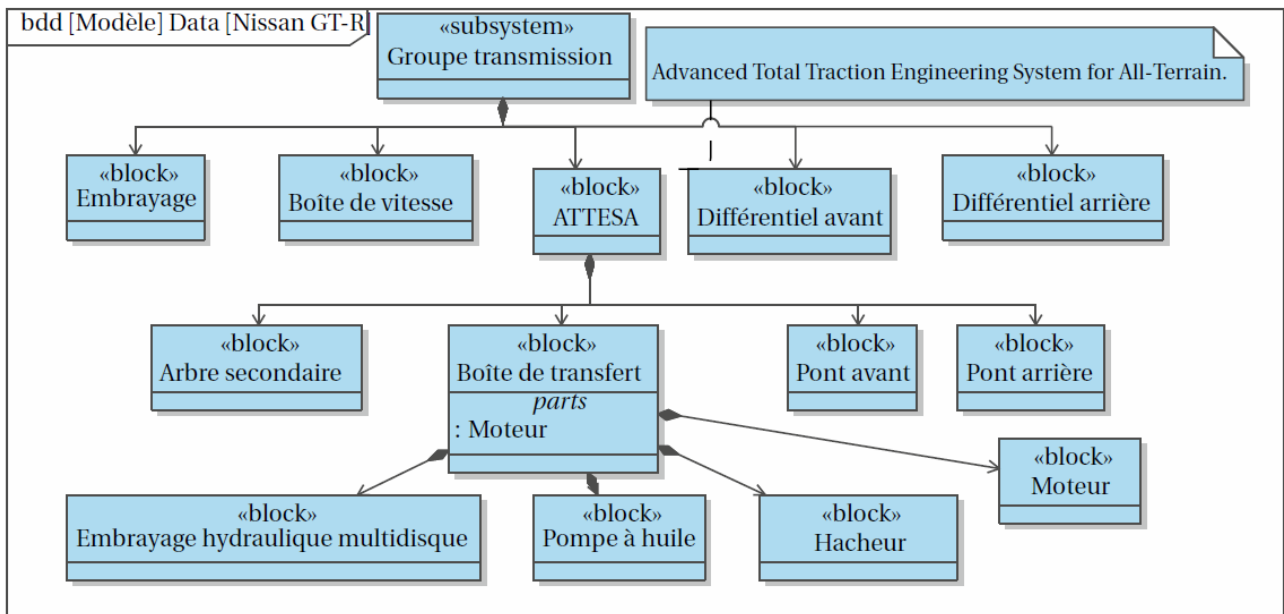 bdd [Modèle] Data [Nissan GT-R]
«subsystem»
Groupe transmission
Advanced Total Traction Engineering System for All-Terrain.
«block»
Embrayage
«block»
Boîte de vitesse
«block»
ATTESA
«block»
Différentiel avant
«block»
Différentiel arrière
«block»
Arbre secondaire
«block»
Boîte de transfert
parts
: Moteur
«block»
Pont avant
«block»
Pont arrière
«block»
Moteur
«block»
Embrayage hydraulique multidisque
«block»
Pompe à huile
«block»
Hacheur